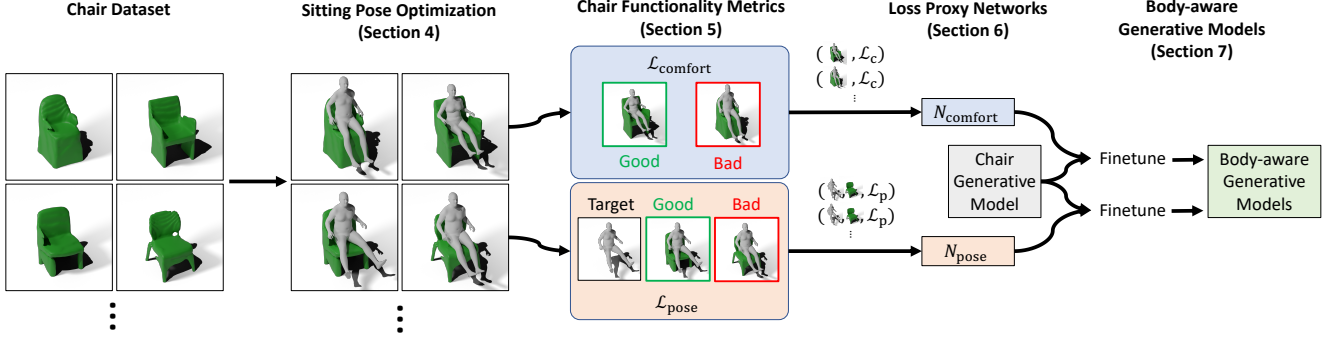 Chair Dataset
Sitting Pose Optimization
(Section 4)
Chair Functionality Metrics
(Section 5)
Loss Proxy Networks
(Section 6)
Body-aware
Generative Models
(Section 7)
ℒcomfort
Good
Bad
Target
Good
Bad
ℒpose
( , ℒc)
( , ℒc)
⋮
( , , ℒp)
( , , ℒp)
⋮
Ncomfort
Chair
Generative
Model
Npose
Finetune
Finetune
Body-aware
Generative
Models